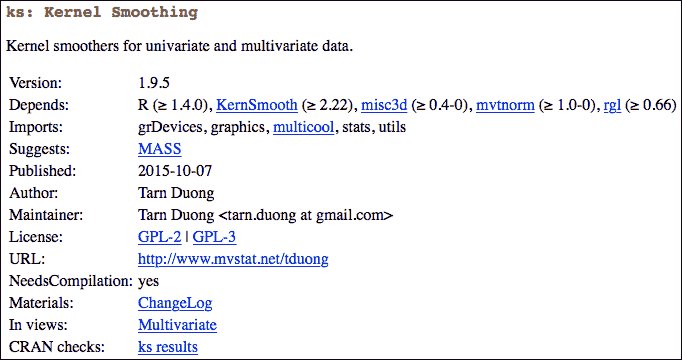 ks: Kernel Smoothing
Kernel smoothers for univariate and multivariate data.
Version: 1.9.5
Depends: R (≥ 1.4.0), KernSmooth (≥ 2.22), misc3d (≥ 0.4-0), mvtnorm (≥ 1.0-0), rgl (≥ 0.66)
Imports: grDevices, graphics, multicool, stats, utils
Suggests: MASS
Published: 2015-10-07
Author: Tarn Duong
Maintainer: Tarn Duong <tarn.duong at gmail.com>
License: GPL-2 | GPL-3
URL: http://www.mvstat.net/tduong
NeedsCompilation: yes
Materials: ChangeLog
In views: Multivariate
CRAN checks: ks results